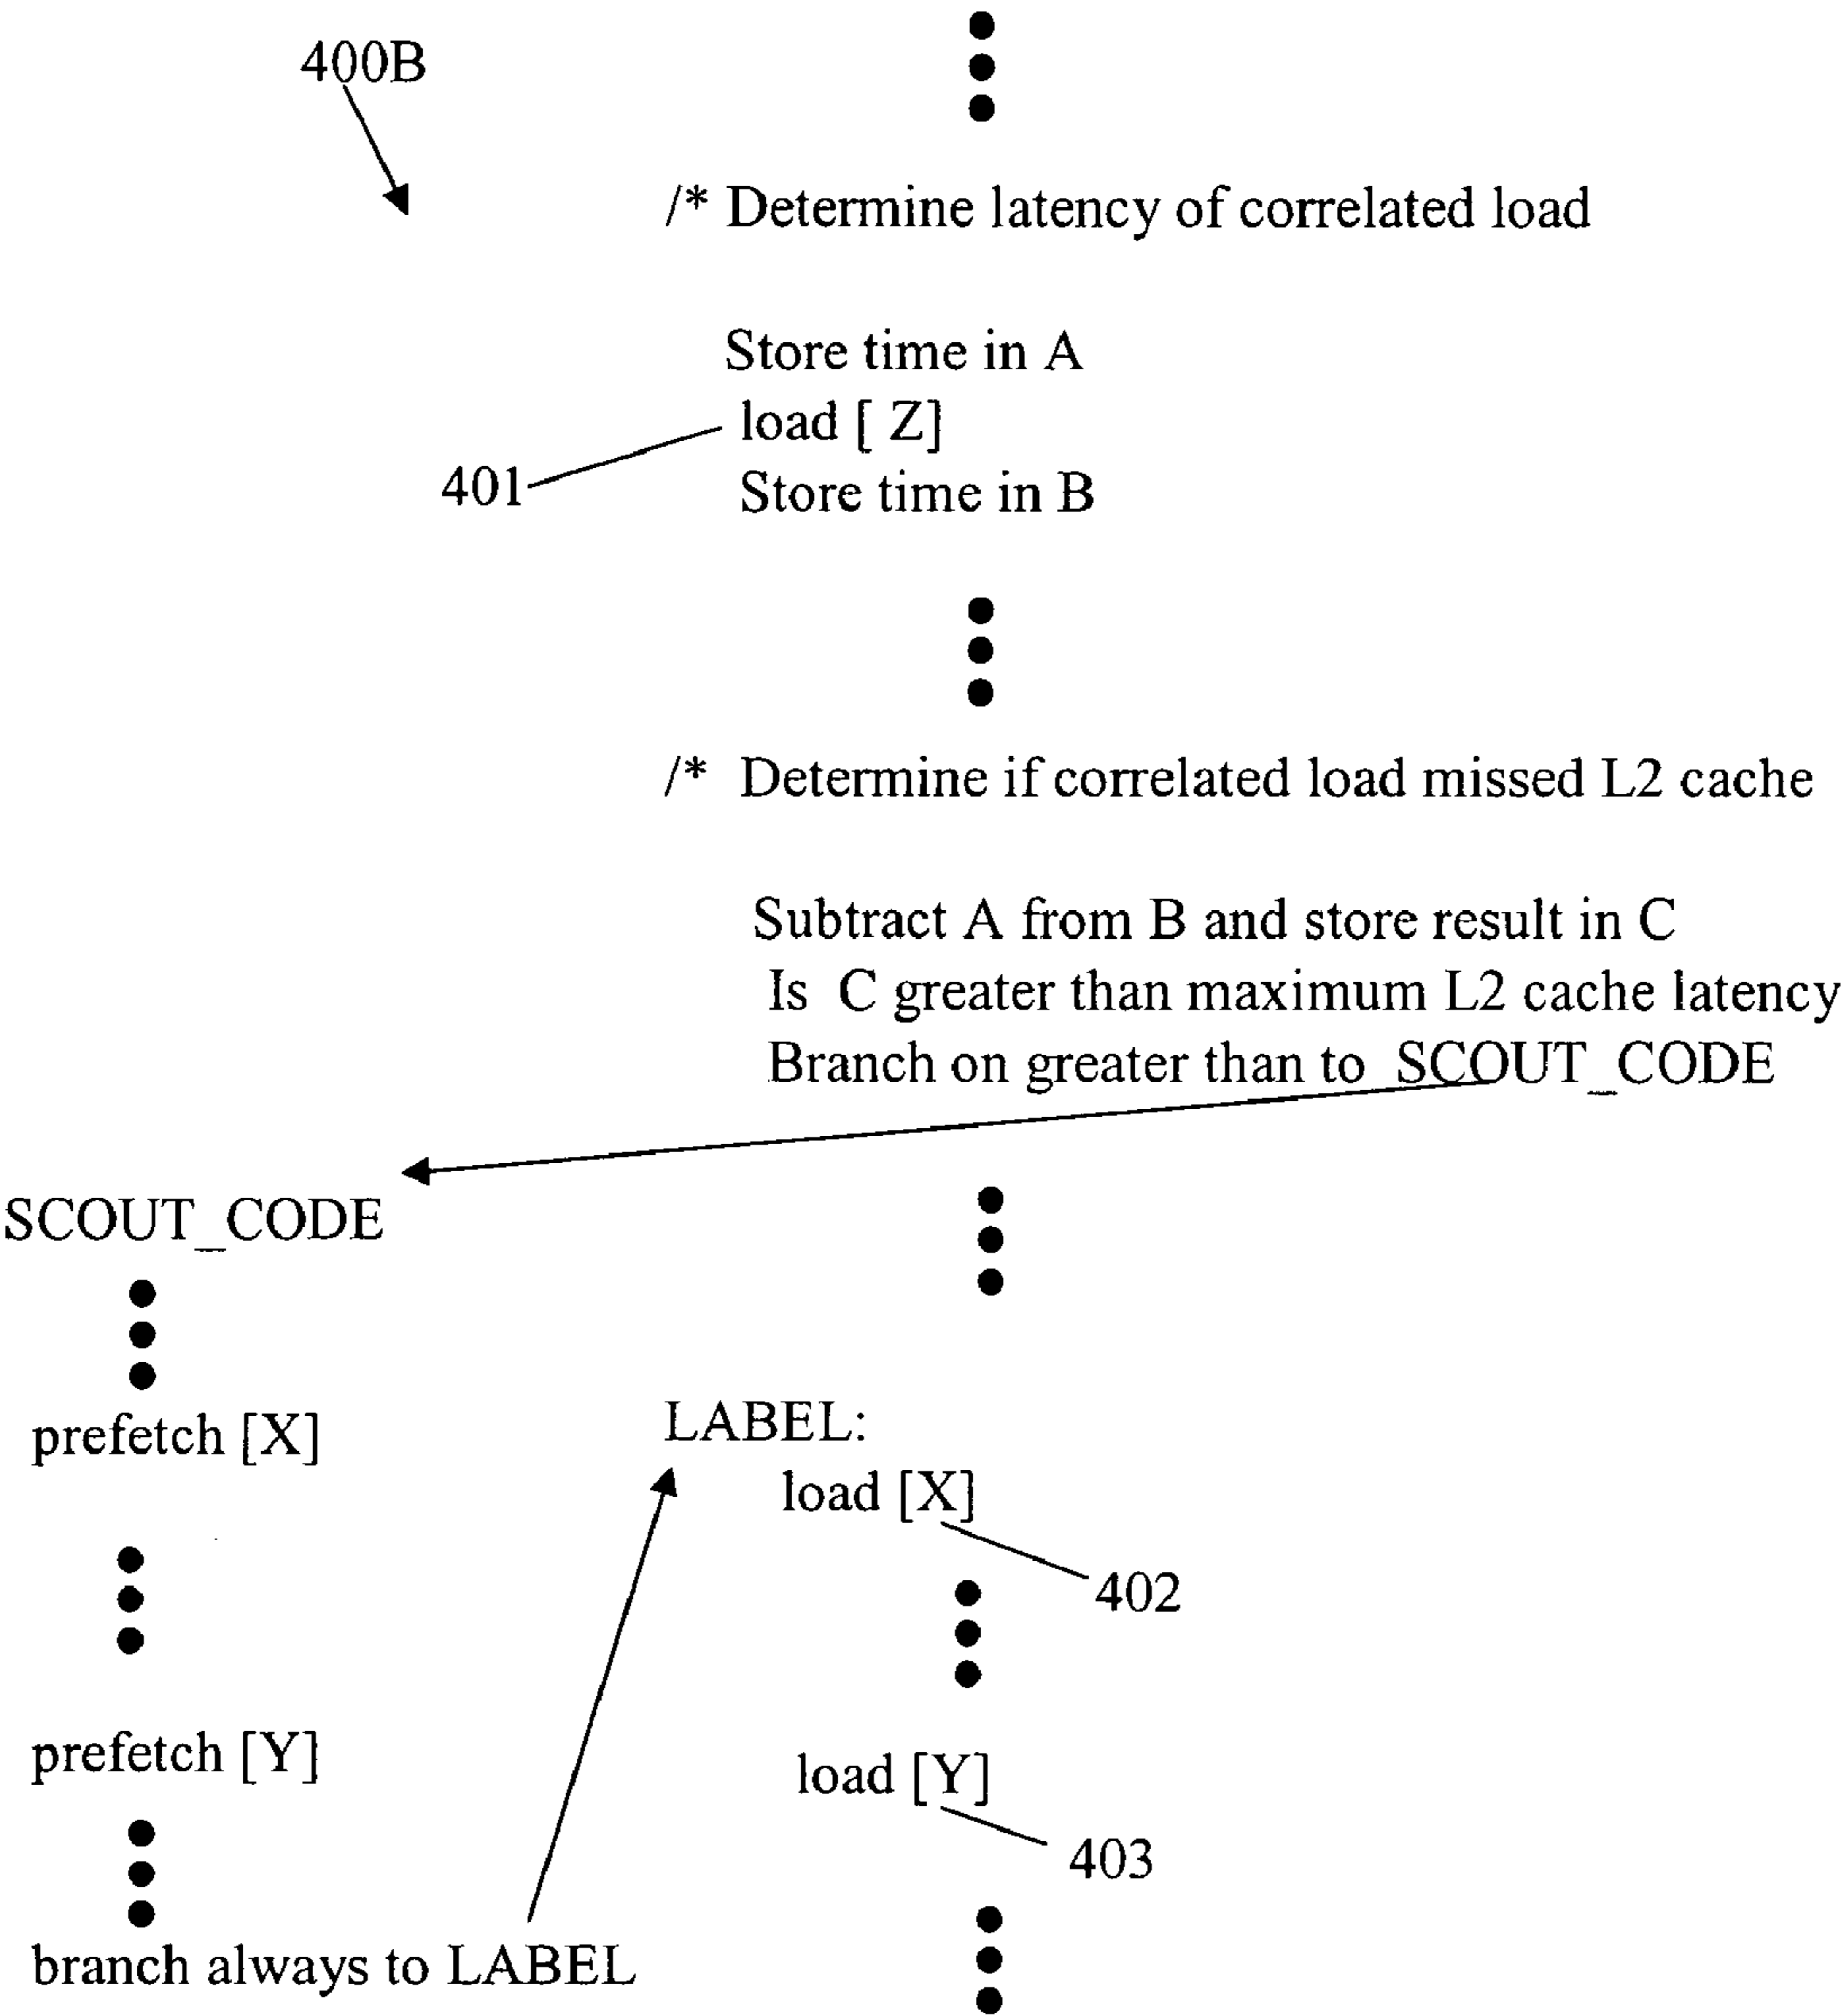 400B
/* Determine latency of correlated load
Store time in A
load [ Z]
401
Store time in B
/* Determine if correlated load missed L2 cache
Subtract A from B and store result in C
Is C greater than maximum L2 cache latency
Branch on greater than to SCOUT_CODE
SCOUT_CODE
prefetch [X]
LABEL:
load [X]
402
prefetch [Y]
load [Y]
403
branch always to LABEL